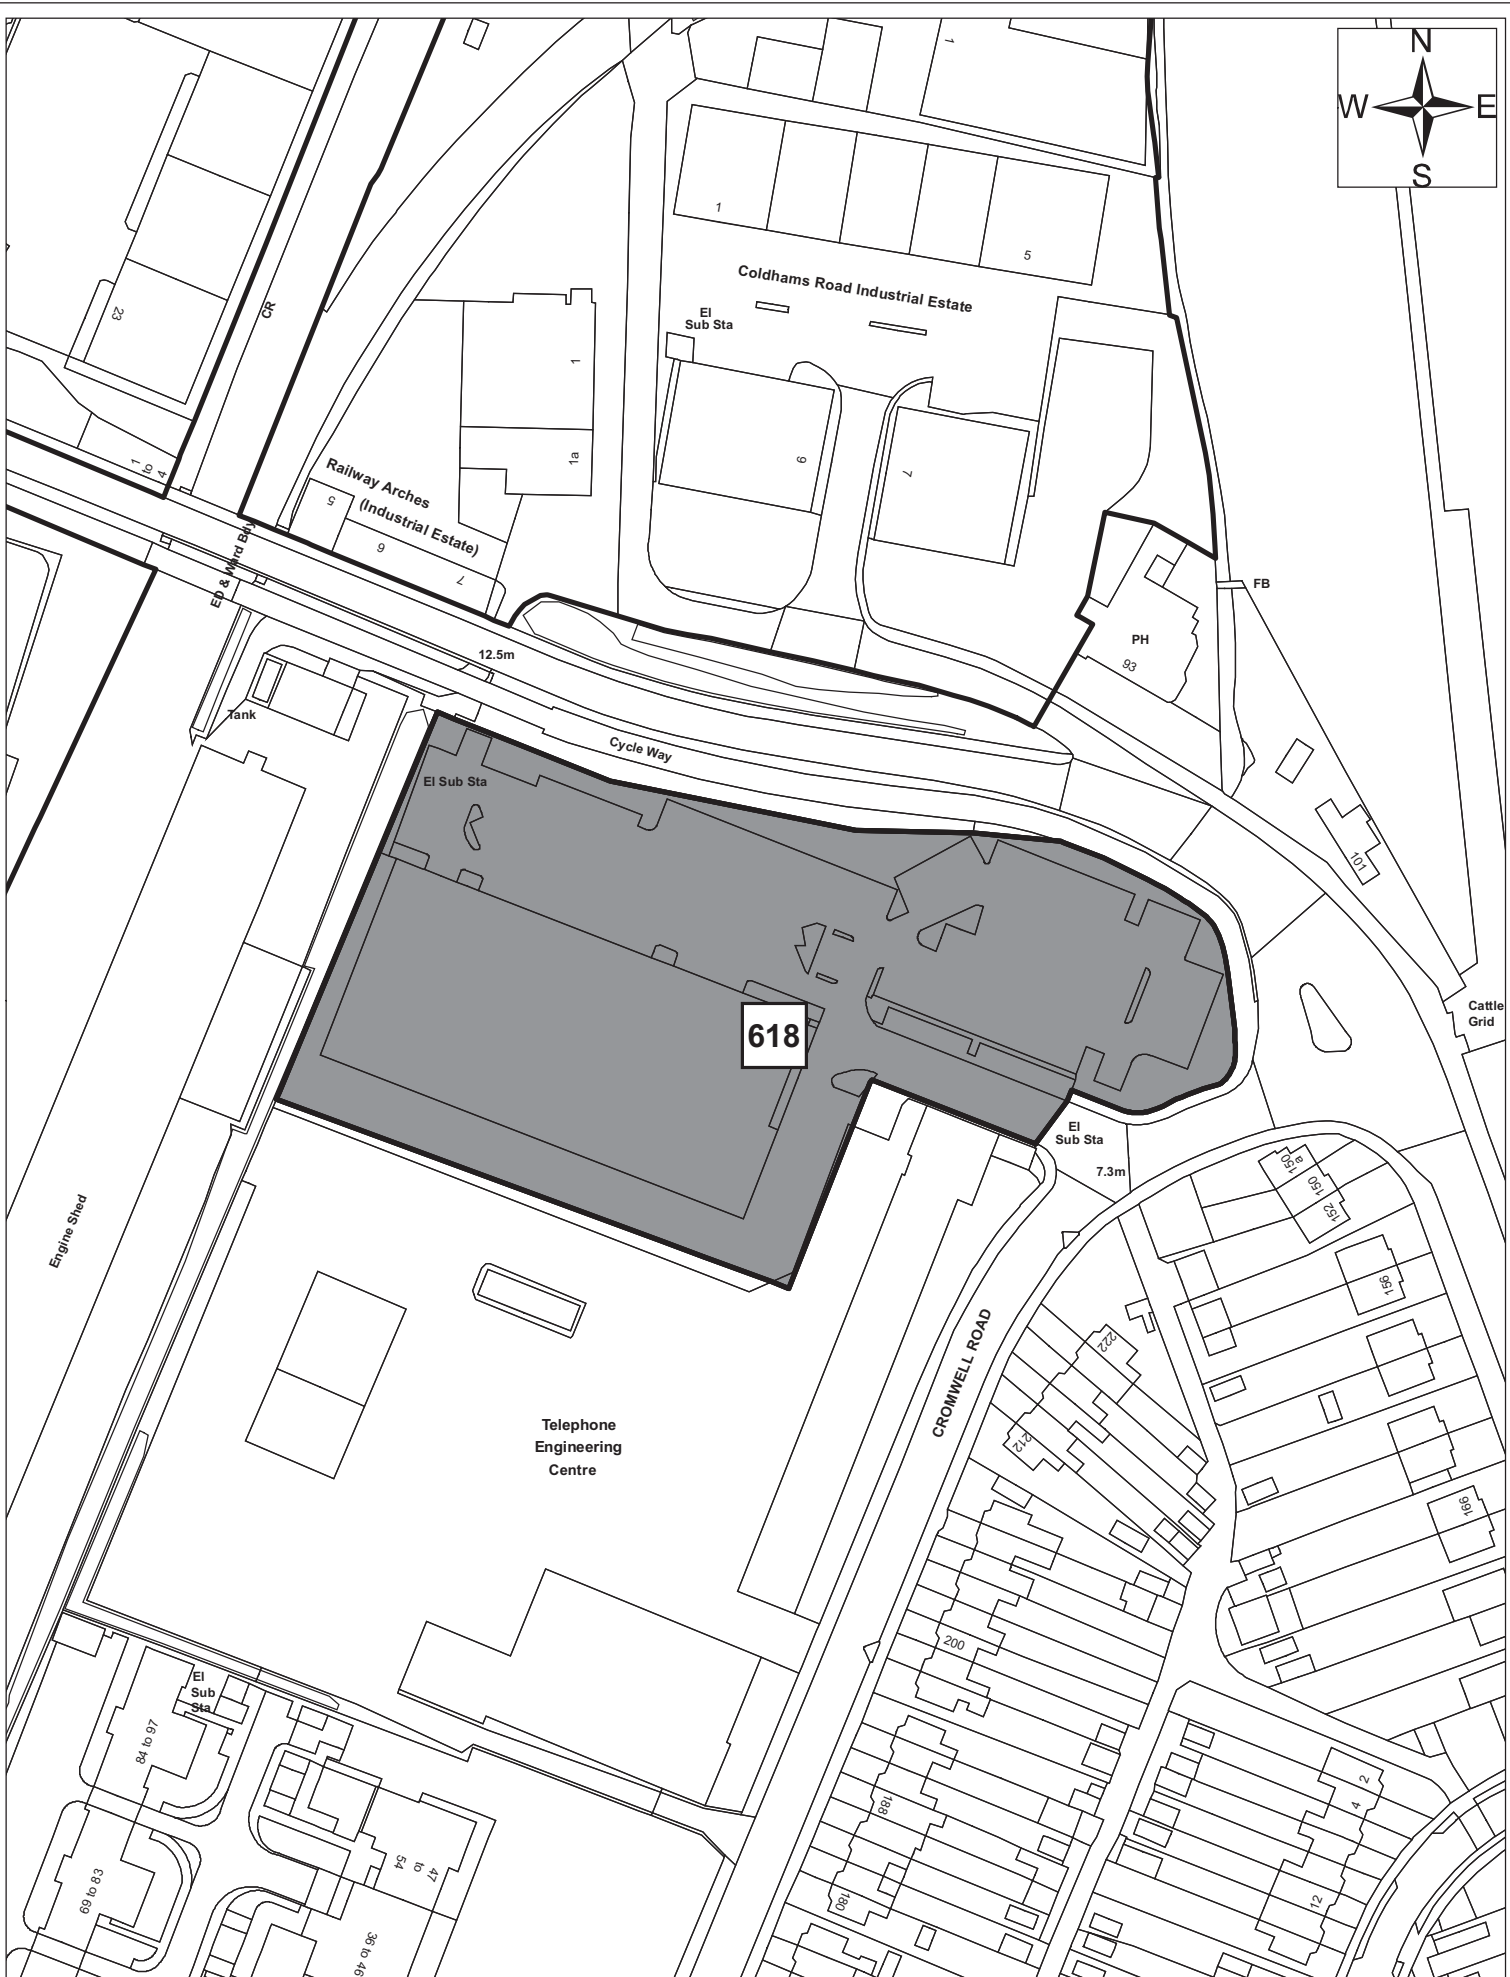 N
W E
S
1
1
5
Coldhams Road Industrial Estate
El
Sub Sta
CR
23
1
1a
9
7
1
to
4
Railway Arches
(Industrial Estate)
5
6
7
ED & Ward Bdy
FB
PH
93
12.5m
Tank
Cycle Way
El Sub Sta
101
Cattle
Grid
618
El
Sub Sta
7.3m
150
a
150
152
156
Engine Shed
CROMWELL ROAD
222
212
Telephone
Engineering
Centre
166
200
El
Sub
Sta
84 to 97
188
180
2
4
12
69 to 83
47
to
54
36 to 46